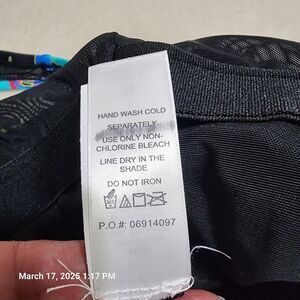 HAND WASH COLD
SEPARATELY
USE ONLY NON-
CHLORINE BLEACH
LINE DRY IN THE
SHADE
DO NOT IRON
P.O.#: 06914097
March 17, 2025 1:17 PM